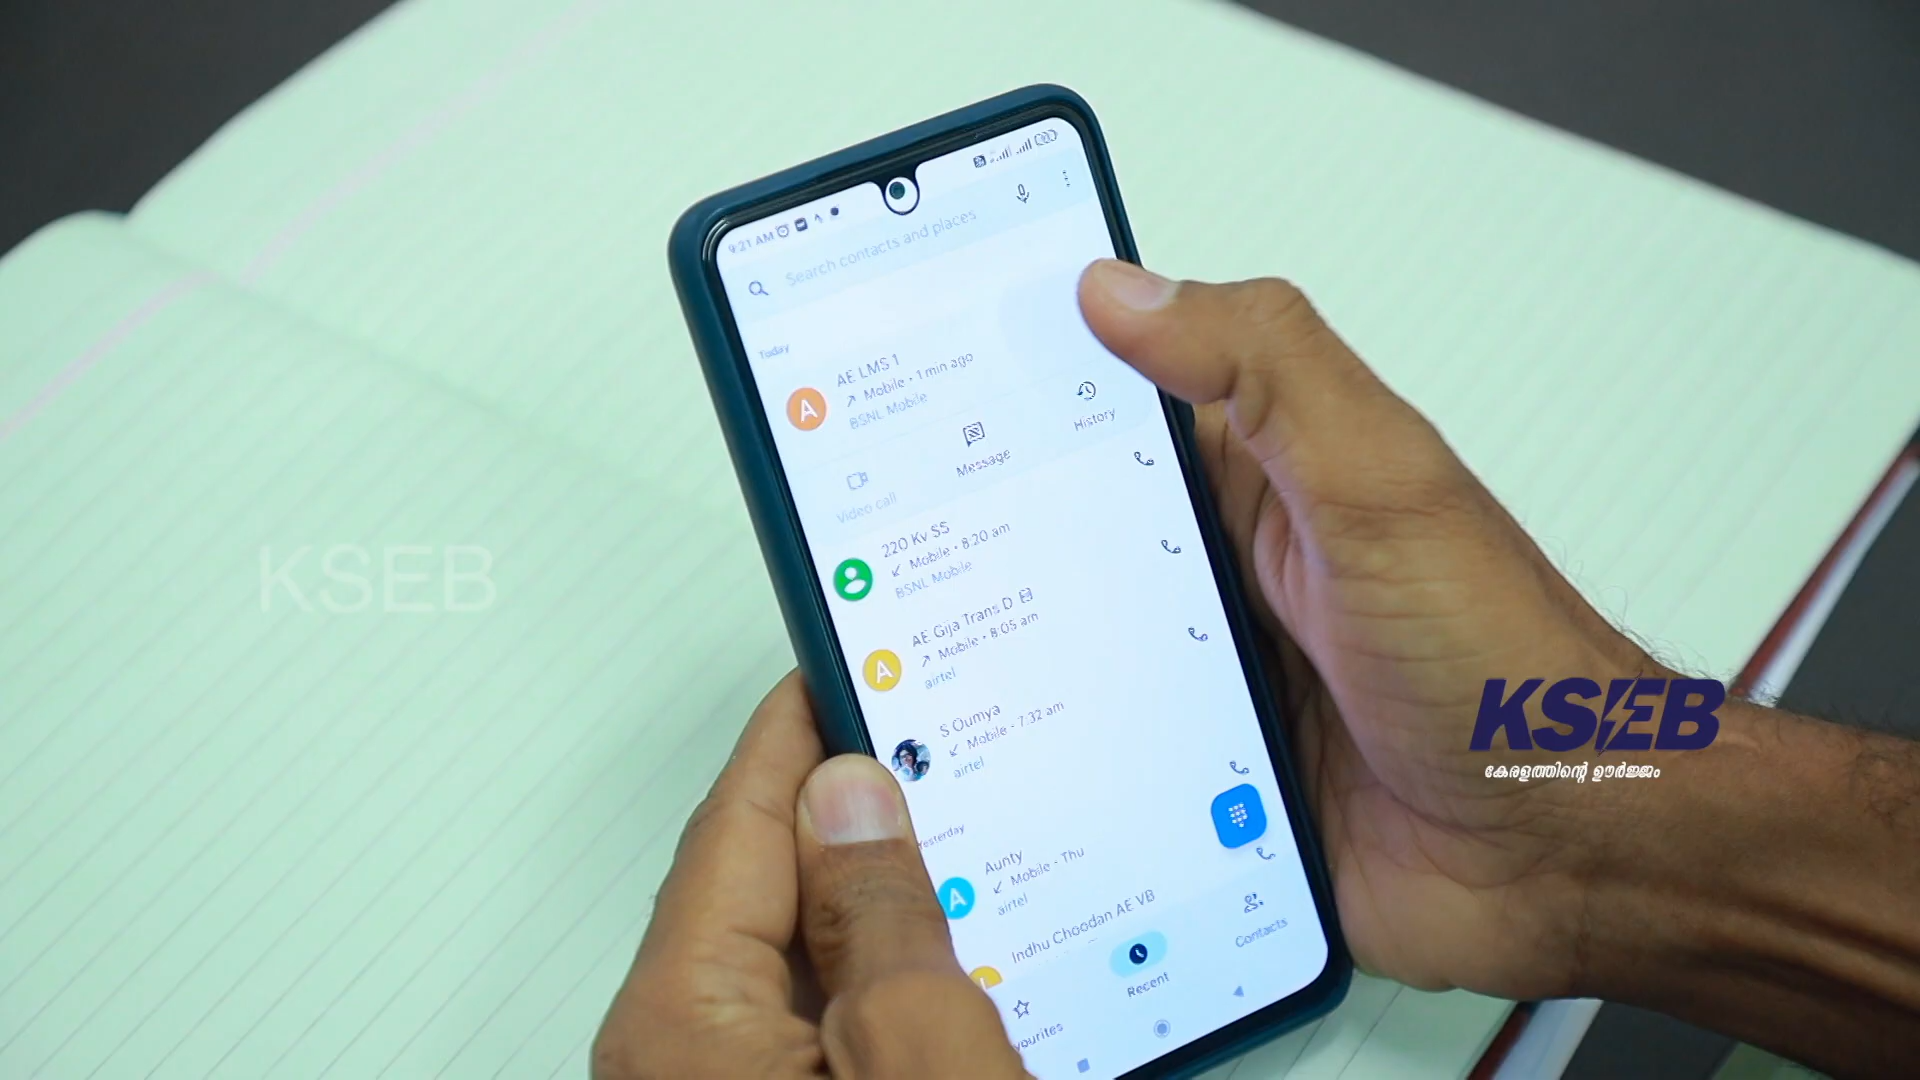 9:21 AM
Search contacts and places
Today
A
AE LMS 1
Mobile • 1 min ago
BSNL Mobile
Video call
Message
History
220 Kv SS
Mobile • 8:20 am
BSNL Mobile
A
AE Gija Trans D
Mobile • 8:05 am
airtel
S Oumya
Mobile • 7:32 am
airtel
Yesterday
A
Aunty
Mobile • Thu
airtel
Indhu Choodan AE VB
Recent
Contacts
KSEB
KSEB
കേരളത്തിന്റെ ഊർജ്ജം